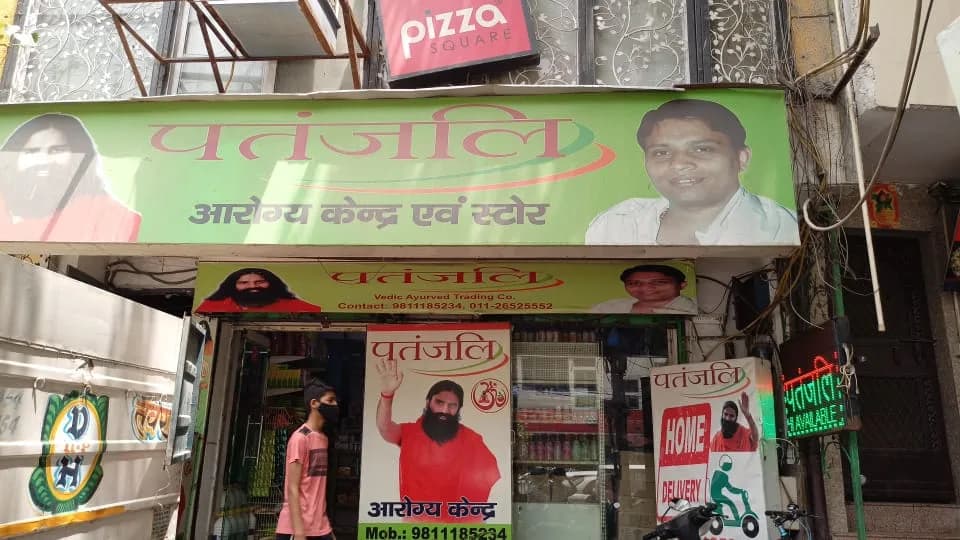 pizza
SQUARE
पतंजलि
आरोग्य केन्द्र एवं स्टोर
पतंजलि
Vedic Ayurved Trading Co.
Contact: 9811185234, 011-26525552
पतंजलि
ॐ
आरोग्य केन्द्र
Mob.: 9811185234
पतंजलि
HOME
DELIVERY
पतंजलि
AVAILABLE